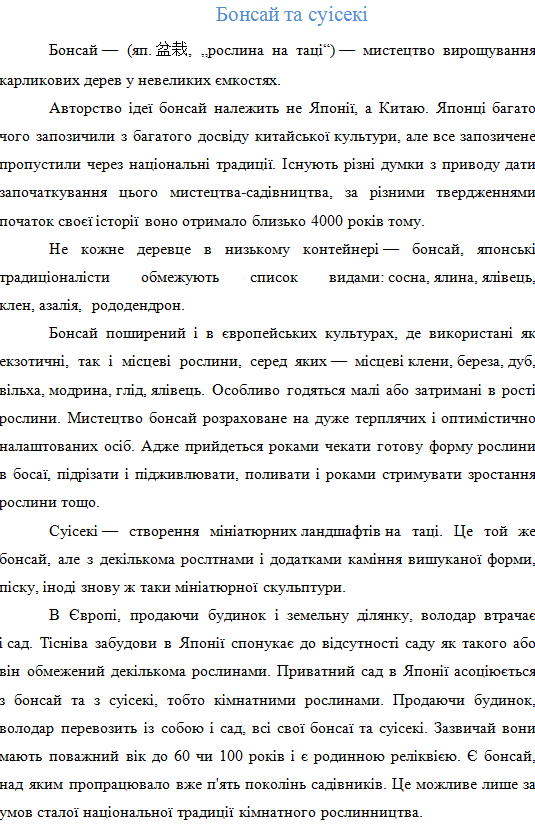 Бонсай та суісекі
Бонсай — (яп. 盆栽, „рослина на таці“) — мистецтво вирощування
карликових дерев у невеликих ємкостях.
Авторство ідеї бонсай належить не Японії, а Китаю. Японці багато
чого запозичили з багатого досвіду китайської культури, але все запозичене
пропустили через національні традиції. Існують різні думки з приводу дати
започаткування цього мистецтва-садівництва, за різними твердженнями
початок своєї історії воно отримало близько 4000 років тому.
Не кожне деревце в низькому контейнері — бонсай, японські
традиціоналісти обмежують список видами: сосна, ялина, ялівець,
клен, азалія, рододендрон.
Бонсай поширений і в європейських культурах, де використані як
екзотичні, так і місцеві рослини, серед яких — місцеві клени, береза, дуб,
вільха, модрина, глід, ялівець. Особливо годяться малі або затримані в рості
рослини. Мистецтво бонсай розраховане на дуже терплячих і оптимістично
налаштованих осіб. Адже прийдеться роками чекати готову форму рослини
в босаї, підрізати і підживлювати, поливати і роками стримувати зростання
рослини тощо.
Суісекі — створення мініатюрних ландшафтів на таці. Це той же
бонсай, але з декількома рослтнами і додатками каміння вишуканої форми,
піску, іноді знову ж таки мініатюрної скульптури.
В Європі, продаючи будинок і земельну ділянку, володар втрачає
і сад. Тісніва забудови в Японії спонукає до відсутності саду як такого або
він обмежений декількома рослинами. Приватний сад в Японії асоціюється
з бонсай та з суісекі, тобто кімнатними рослинами. Продаючи будинок,
володар перевозить із собою і сад, всі свої бонсаї та суісекі. Зазвичай вони
мають поважний вік до 60 чи 100 років і є родинною реліквією. Є бонсай,
над яким пропрацювало вже п'ять поколінь садівників. Це можливе лише за
умов сталої національної традиції кімнатного рослинництва.